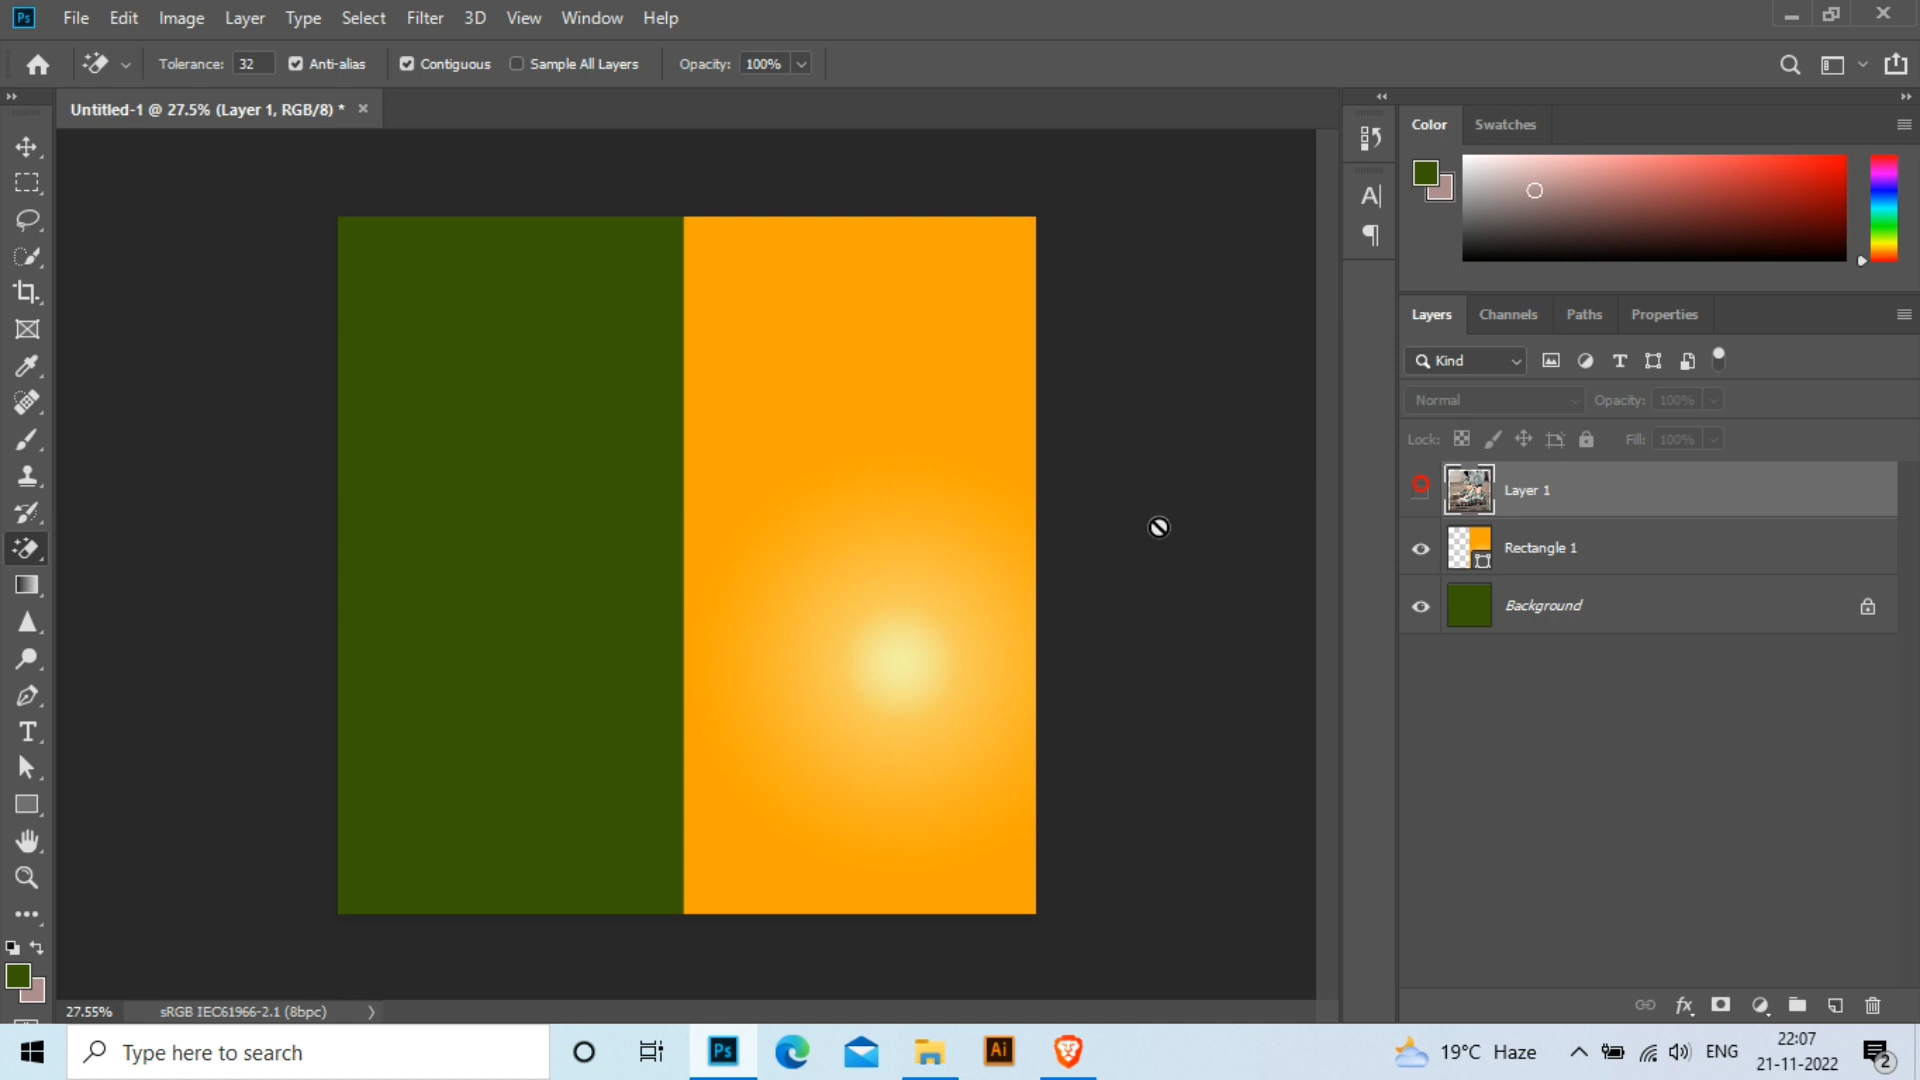 Ps File Edit Image Layer Type Select Filter 3D View Window Help
Tolerance: 32 Anti-alias Contiguous Sample All Layers Opacity: 100%
Untitled-1 @ 27.5% (Layer 1, RGB/8) *
Color Swatches
Layers Channels Paths Properties
Kind
Normal Opacity: 100%
Lock: Fill: 100%
Layer 1
Rectangle 1
Background
27.55% sRGB IEC61966-2.1 (8bpc)
Type here to search
Ps
Ai
19°C Haze
ENG
22:07
21-11-2022
2